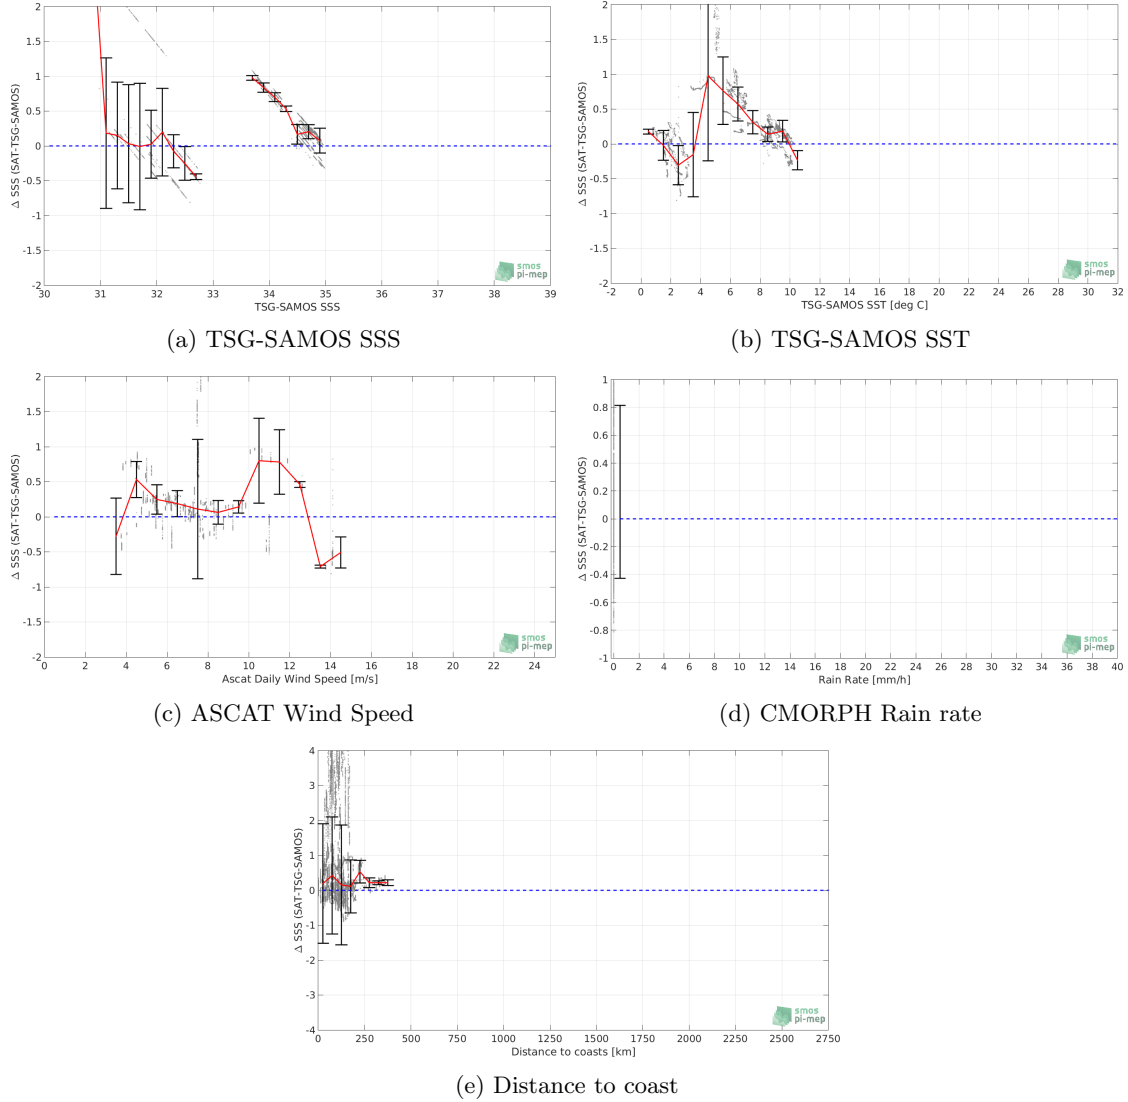 2
1.5
1
0.5
0
-0.5
-1
-1.5
-2
Δ SSS (SAT-TSG-SAMOS)
30 31 32 33 34 35 36 37 38 39
TSG-SAMOS SSS
smos
pi-mep
(a) TSG-SAMOS SSS
2
1.5
1
0.5
0
-0.5
-1
-1.5
-2
Δ SSS (SAT-TSG-SAMOS)
-2 0 2 4 6 8 10 12 14 16 18 20 22 24 26 28 30 32
TSG-SAMOS SST [deg C]
smos
pi-mep
(b) TSG-SAMOS SST
2
1.5
1
0.5
0
-0.5
-1
-1.5
-2
Δ SSS (SAT-TSG-SAMOS)
0 2 4 6 8 10 12 14 16 18 20 22 24
Ascat Daily Wind Speed [m/s]
smos
pi-mep
(c) ASCAT Wind Speed
1
0.8
0.6
0.4
0.2
0
-0.2
-0.4
-0.6
-0.8
-1
Δ SSS (SAT-TSG-SAMOS)
0 2 4 6 8 10 12 14 16 18 20 22 24 26 28 30 32 34 36 38 40
Rain Rate [mm/h]
smos
pi-mep
(d) CMORPH Rain rate
4
3
2
1
0
-1
-2
-3
-4
Δ SSS (SAT-TSG-SAMOS)
0 250 500 750 1000 1250 1500 1750 2000 2250 2500 2750
Distance to coasts [km]
smos
pi-mep
(e) Distance to coast